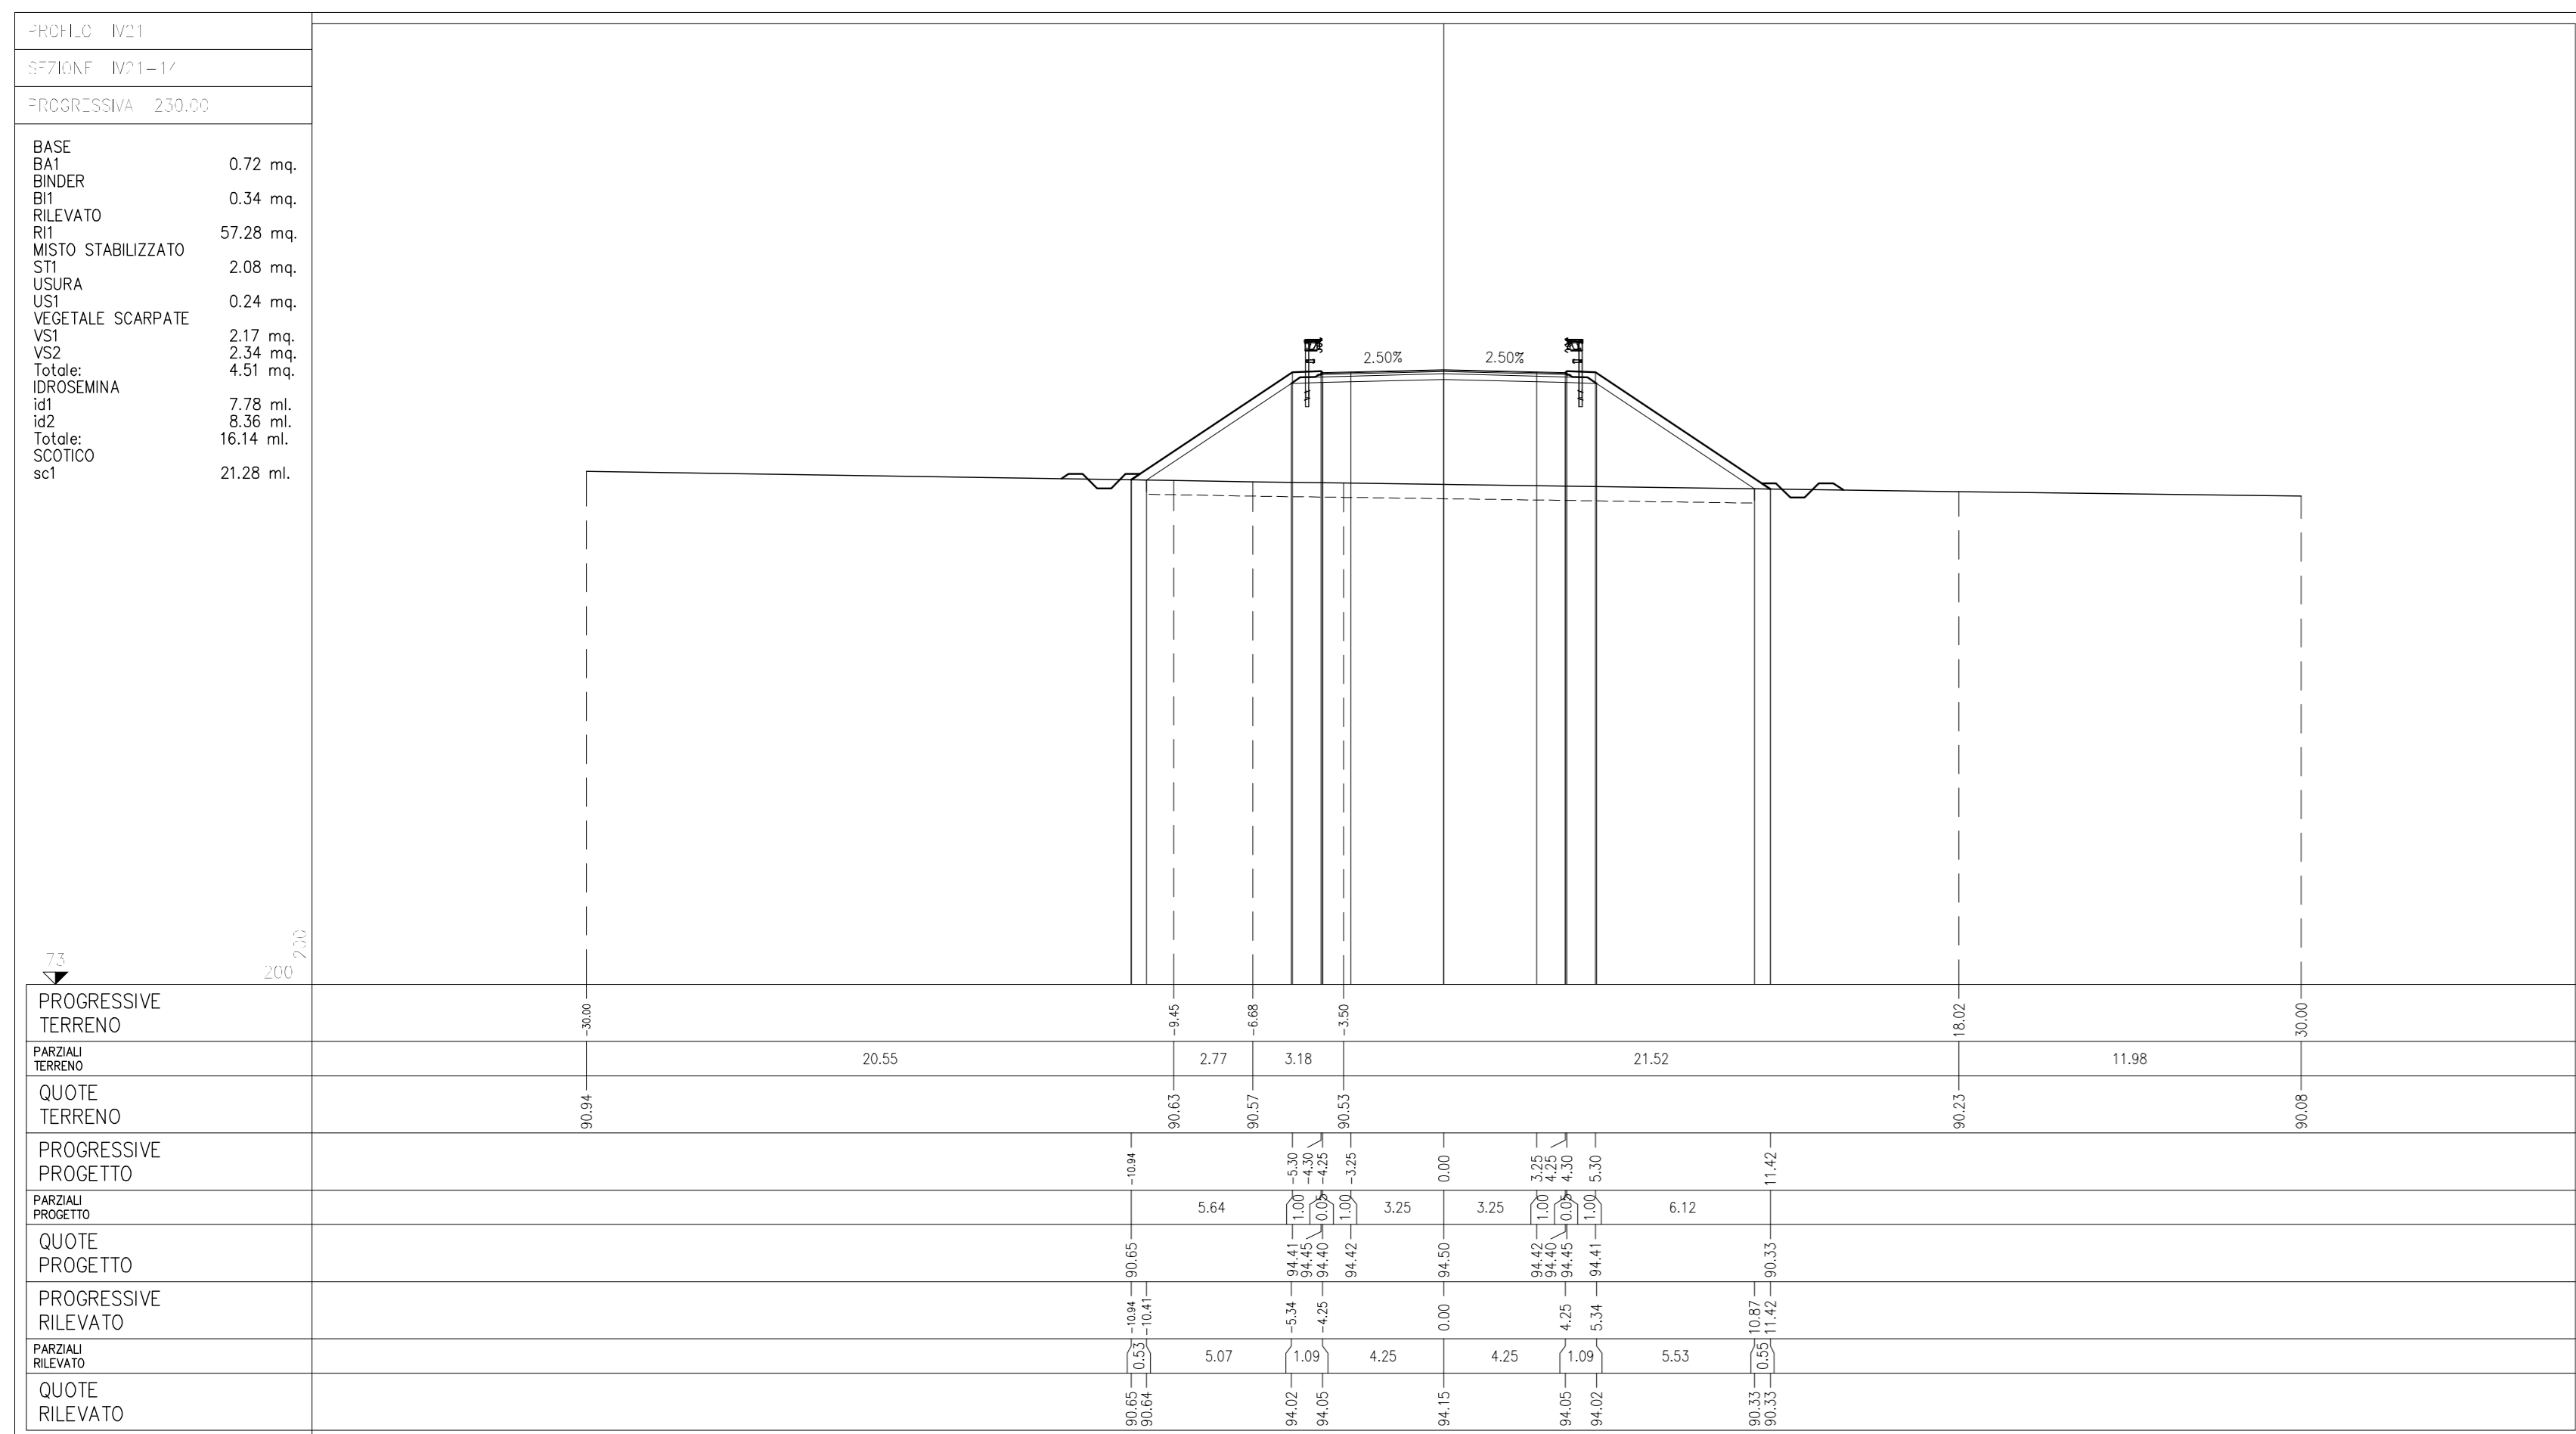 PROFILO IV21
SEZIONE IV21-14
PROGRESSIVA 230.00
BASE
BA1 0.72 mq.
BINDER
BI1 0.34 mq.
RILEVATO
RI1 57.28 mq.
MISTO STABILIZZATO
ST1 2.08 mq.
USURA
US1 0.24 mq.
VEGETALE SCARPATE
VS1 2.17 mq.
VS2 2.34 mq.
Totale: 4.51 mq.
IDROSEMINA
id1 7.78 ml.
id2 8.36 ml.
Totale: 16.14 ml.
SCOTICO
sc1 21.28 ml.
2.50% 2.50%
73 200 200
PROGRESSIVE
TERRENO
-30.00 -9.45 -6.68 -3.50 18.02 30.00
PARZIALI
TERRENO
20.55 2.77 3.18 21.52 11.98
QUOTE
TERRENO
90.94 90.63 90.57 90.53 90.23 90.08
PROGRESSIVE
PROGETTO
-10.94 -5.30 -4.30 -4.25 -3.25 0.00 3.25 4.25 4.30 5.30 11.42
PARZIALI
PROGETTO
5.64 1.00 0.05 1.00 3.25 3.25 1.00 0.05 1.00 6.12
QUOTE
PROGETTO
90.65 94.41 94.45 94.40 94.42 94.50 94.42 94.40 94.45 94.41 90.33
PROGRESSIVE
RILEVATO
-10.94 -10.41 -5.34 -4.25 0.00 4.25 5.34 10.87 11.42
PARZIALI
RILEVATO
0.53 5.07 1.09 4.25 4.25 1.09 5.53 0.55
QUOTE
RILEVATO
90.65 90.64 94.02 94.05 94.15 94.05 94.02 90.33 90.33